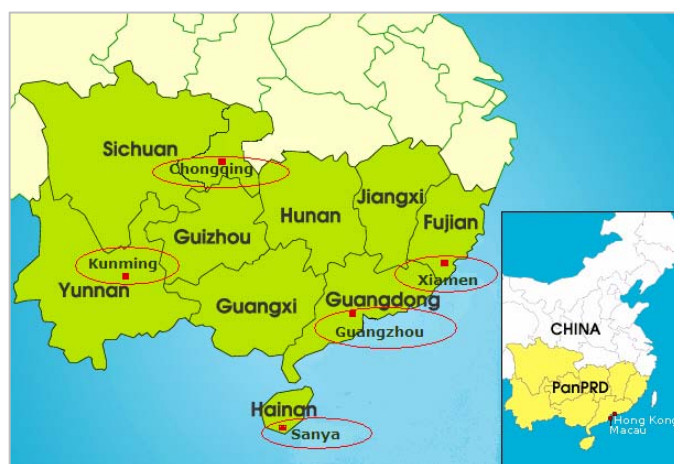 Sichuan
Chongqing
Jiangxi
Hunan
Fujian
Guizhou
Kunming
Xiamen
Yunnan
Guangxi
Guangdong
Guangzhou
CHINA
PanPRD
Hainan
Hong Kong
Macau
Sanya